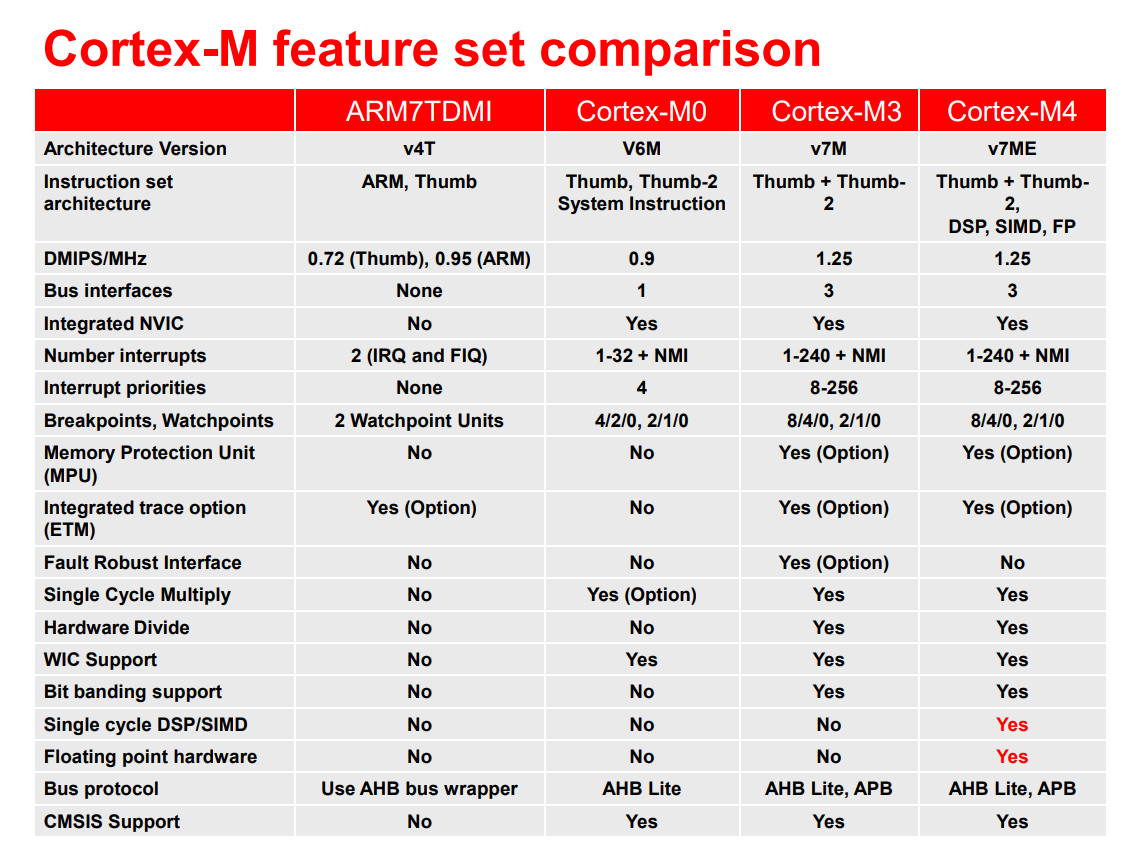 Cortex-M feature set comparison
ARM7TDMI Cortex-M0 Cortex-M3 Cortex-M4
Architecture Version v4T V6M v7M v7ME
Instruction set ARM, Thumb Thumb, Thumb-2 Thumb + Thumb- Thumb + Thumb-
architecture System Instruction 2 2,
DSP, SIMD, FP
DMIPS/MHz 0.72 (Thumb), 0.95 (ARM) 0.9 1.25 1.25
Bus interfaces None 1 3 3
Integrated NVIC No Yes Yes Yes
Number interrupts 2 (IRQ and FIQ) 1-32 + NMI 1-240 + NMI 1-240 + NMI
Interrupt priorities None 4 8-256 8-256
Breakpoints, Watchpoints 2 Watchpoint Units 4/2/0, 2/1/0 8/4/0, 2/1/0 8/4/0, 2/1/0
Memory Protection Unit No No Yes (Option) Yes (Option)
(MPU)
Integrated trace option Yes (Option) No Yes (Option) Yes (Option)
(ETM)
Fault Robust Interface No No Yes (Option) No
Single Cycle Multiply No Yes (Option) Yes Yes
Hardware Divide No No Yes Yes
WIC Support No Yes Yes Yes
Bit banding support No No Yes Yes
Single cycle DSP/SIMD No No No Yes
Floating point hardware No No No Yes
Bus protocol Use AHB bus wrapper AHB Lite AHB Lite, APB AHB Lite, APB
CMSIS Support No Yes Yes Yes